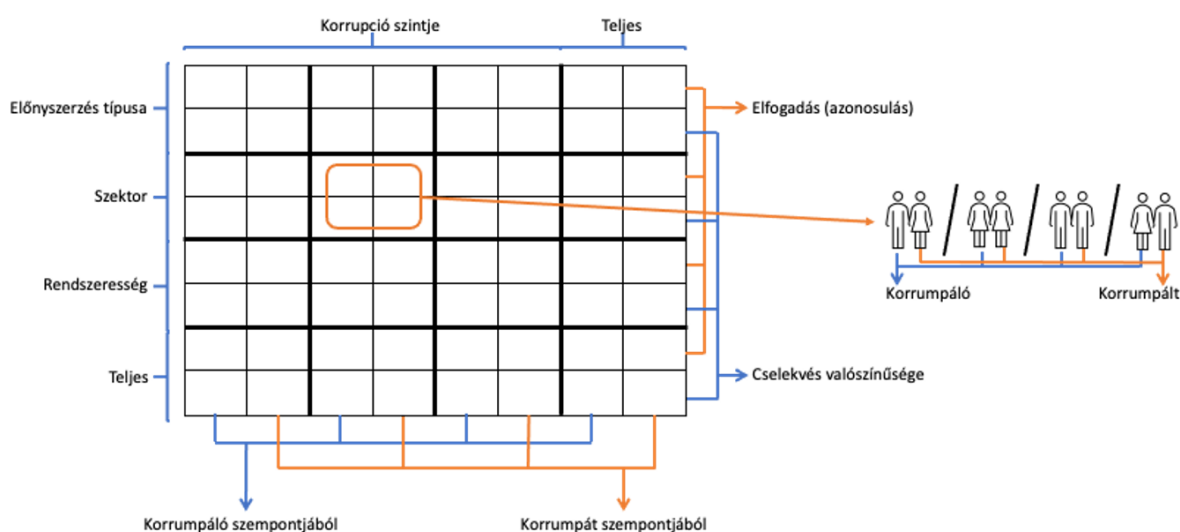 Korrupció szintje
Teljes
Előnyszerzés típusa
Elfogadás (azonosulás)
Szektor
Rendszeresség
Korrumpáló
Korrumpált
Teljes
Cselekvés valószínűsége
Korrumpáló szempontjából
Korrumpát szempontjából